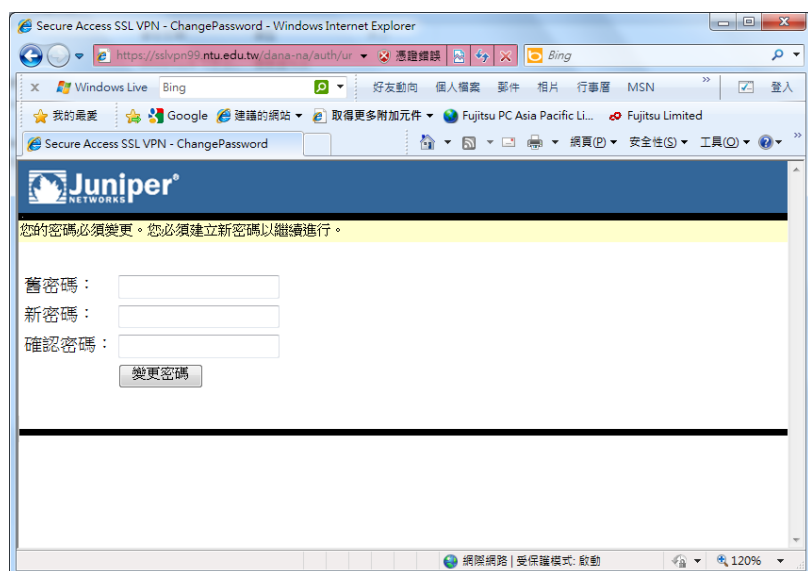 Secure Access SSL VPN - ChangePassword - Windows Internet Explorer
https://sslvpn99.ntu.edu.tw/dana-na/auth/ur 憑證錯誤 Bing
x Windows Live Bing 好友動向 個人檔案 郵件 相片 行事曆 MSN » 登入
我的最愛 Google 建議的網站 取得更多附加元件 Fujitsu PC Asia Pacific Li... Fujitsu Limited
Secure Access SSL VPN - ChangePassword 網頁(P) 安全性(S) 工具(O) »
Juniper®
NETWORKS
您的密碼必須變更。您必須建立新密碼以繼續進行。
舊密碼：
新密碼：
確認密碼：
變更密碼
網際網路 | 受保護模式: 啟動 120%